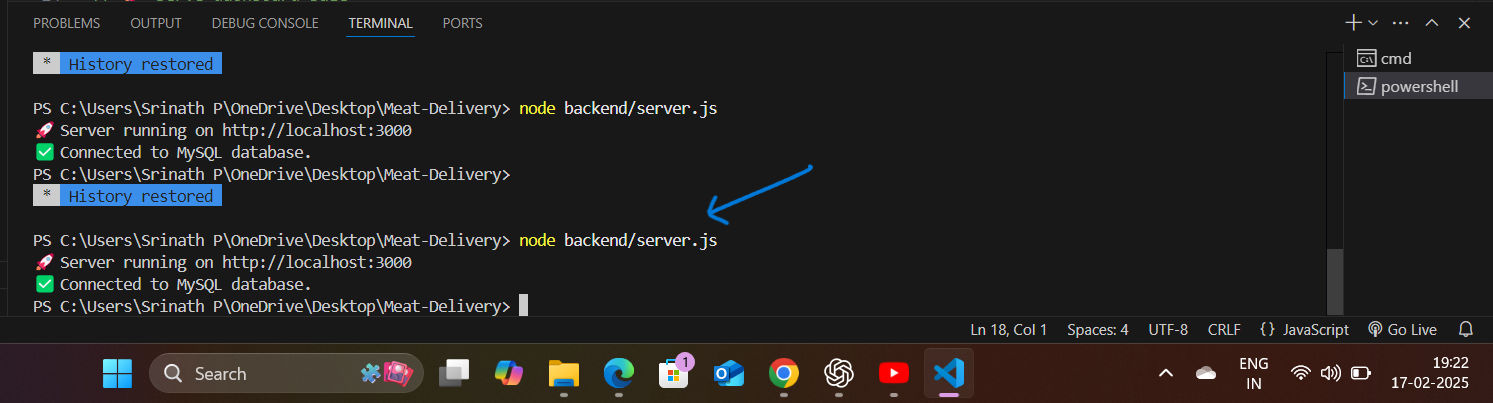 PROBLEMS OUTPUT DEBUG CONSOLE TERMINAL PORTS
* History restored
cmd
powershell
PS C:\Users\Srinath P\OneDrive\Desktop\Meat-Delivery> node backend/server.js
🚀 Server running on http://localhost:3000
✅ Connected to MySQL database.
PS C:\Users\Srinath P\OneDrive\Desktop\Meat-Delivery>
* History restored
PS C:\Users\Srinath P\OneDrive\Desktop\Meat-Delivery> node backend/server.js
🚀 Server running on http://localhost:3000
✅ Connected to MySQL database.
PS C:\Users\Srinath P\OneDrive\Desktop\Meat-Delivery>
Ln 18, Col 1 Spaces: 4 UTF-8 CRLF {} JavaScript Go Live
Search
1
ENG
IN
19:22
17-02-2025